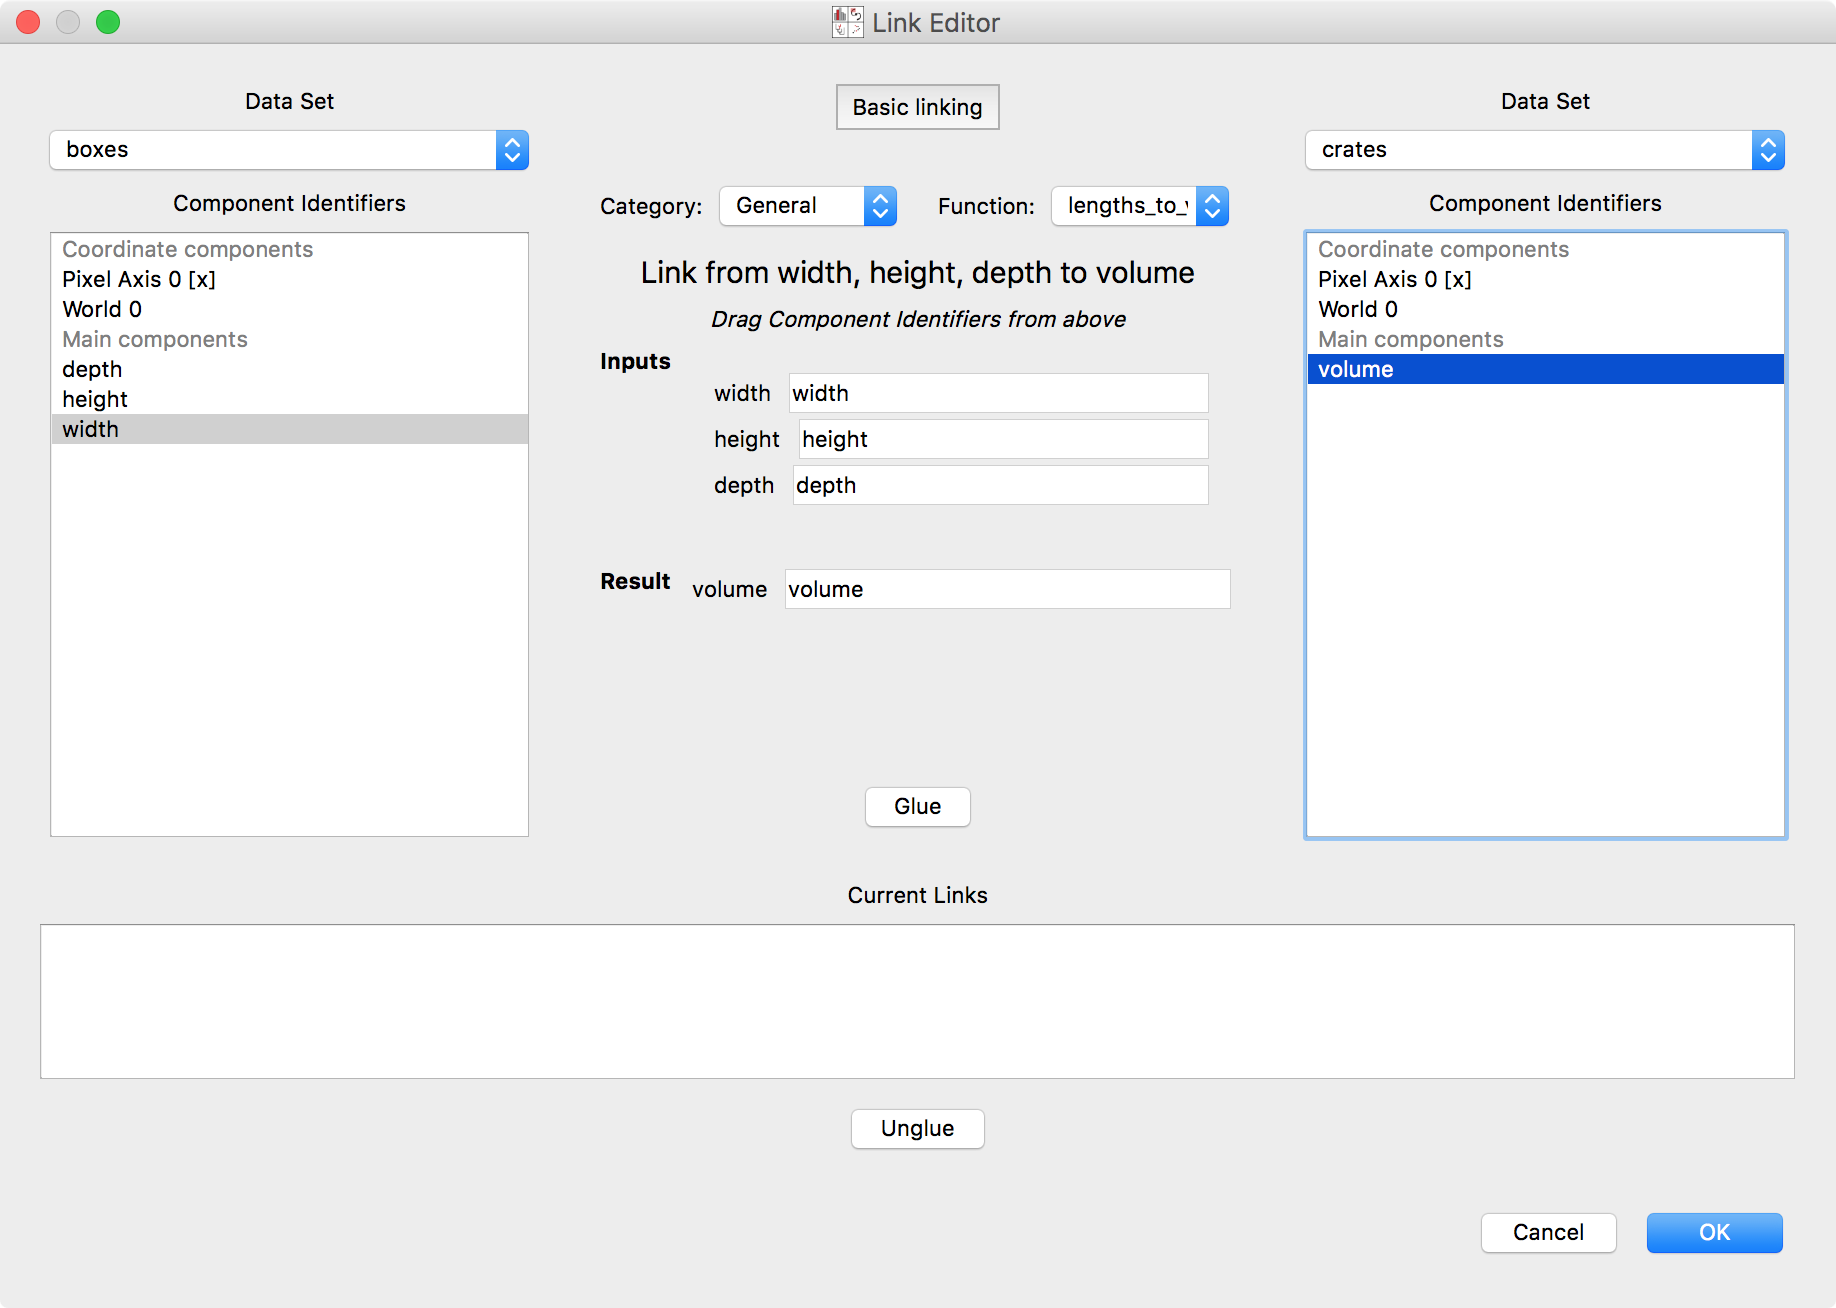 Link Editor
Data Set
boxes
Component Identifiers
Coordinate components
Pixel Axis 0 [x]
World 0
Main components
depth
height
width
Basic linking
Category: General Function: lengths_to_
Link from width, height, depth to volume
Drag Component Identifiers from above
Inputs
width width
height height
depth depth
Result volume volume
Glue
Data Set
crates
Component Identifiers
Coordinate components
Pixel Axis 0 [x]
World 0
Main components
volume
Current Links
Unglue
Cancel OK